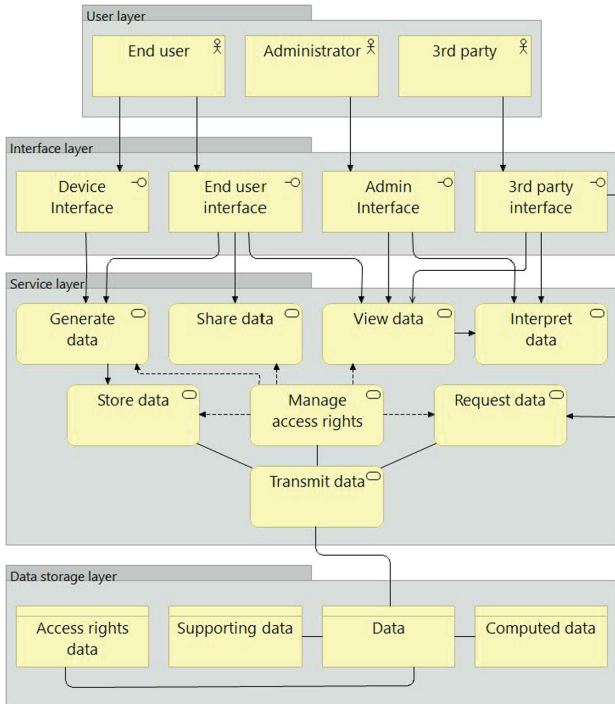 User layer
End user
Administrator
3rd party
Interface layer
Device
Interface
End user
interface
Admin
Interface
3rd party
interface
Service layer
Generate
data
Share data
View data
Interpret
data
Store data
Manage
access rights
Request data
Transmit data
Data storage layer
Access rights
data
Supporting data
Data
Computed data